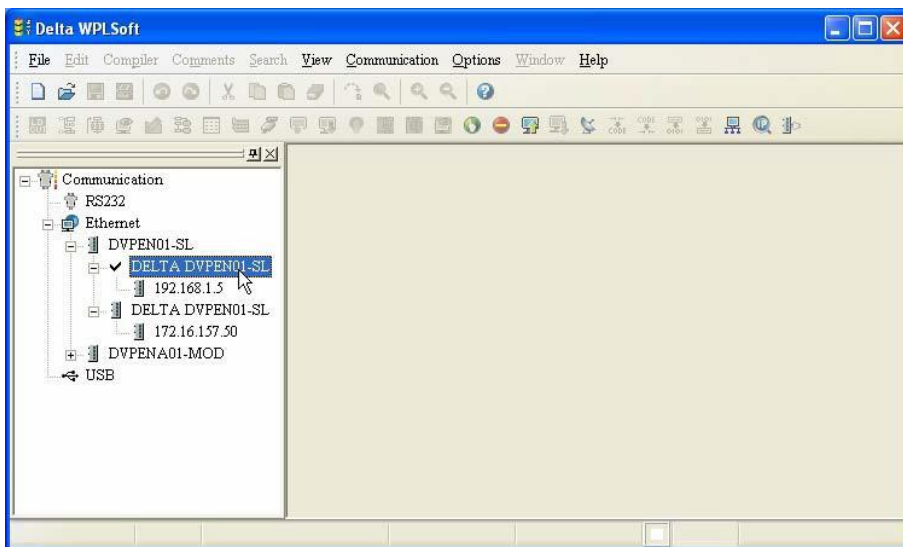 Delta WPLSoft
File Edit Compiler Comments Search View Communication Options Window Help
Communication
RS232
Ethernet
DVPEN01-SL
DELTA DVPEN01-SL
192.168.1.5
DELTA DVPEN01-SL
172.16.157.50
DVPENA01-MOD
USB